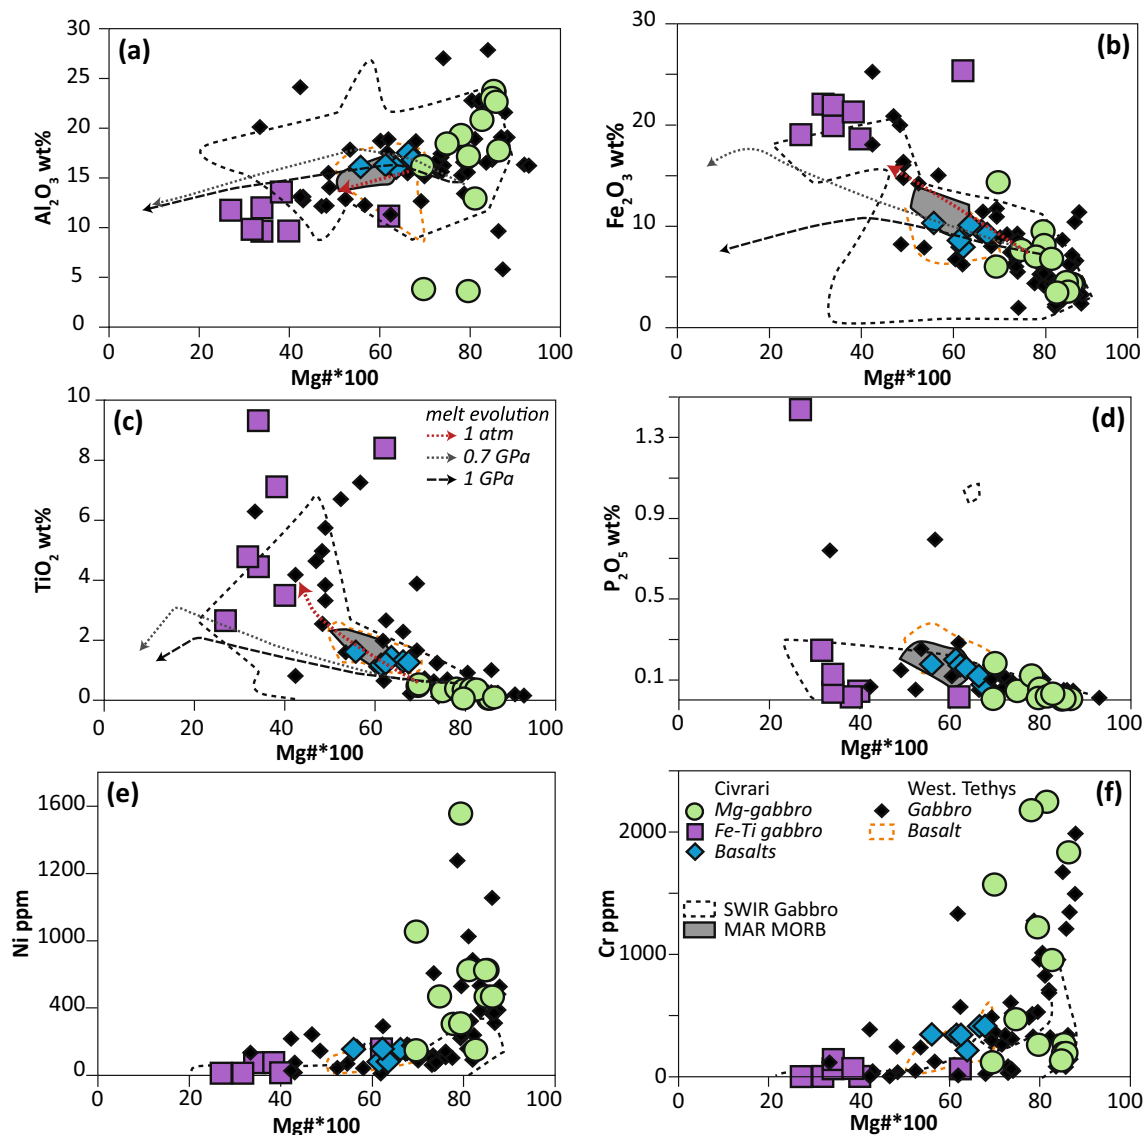 (a)
30
25
20
15
10
5
0
Al2O3 wt%
0 20 40 60 80 100
Mg#*100
(b)
30
20
10
0
Fe2O3 wt%
0 20 40 60 80 100
Mg#*100
(c)
10
8
6
4
2
0
TiO2 wt%
melt evolution
1 atm
0.7 GPa
1 GPa
0 20 40 60 80 100
Mg#*100
(d)
1.3
0.9
0.5
0.1
P2O5 wt%
0 20 40 60 80 100
Mg#*100
(e)
1600
1200
1000
400
0
Ni ppm
0 20 40 60 80 100
Mg#*100
(f)
2000
1000
0
Cr ppm
Civrari
Mg-gabbro
Fe-Ti gabbro
Basalts
West. Tethys
Gabbro
Basalt
SWIR Gabbro
MAR MORB
0 20 40 60 80 100
Mg#*100